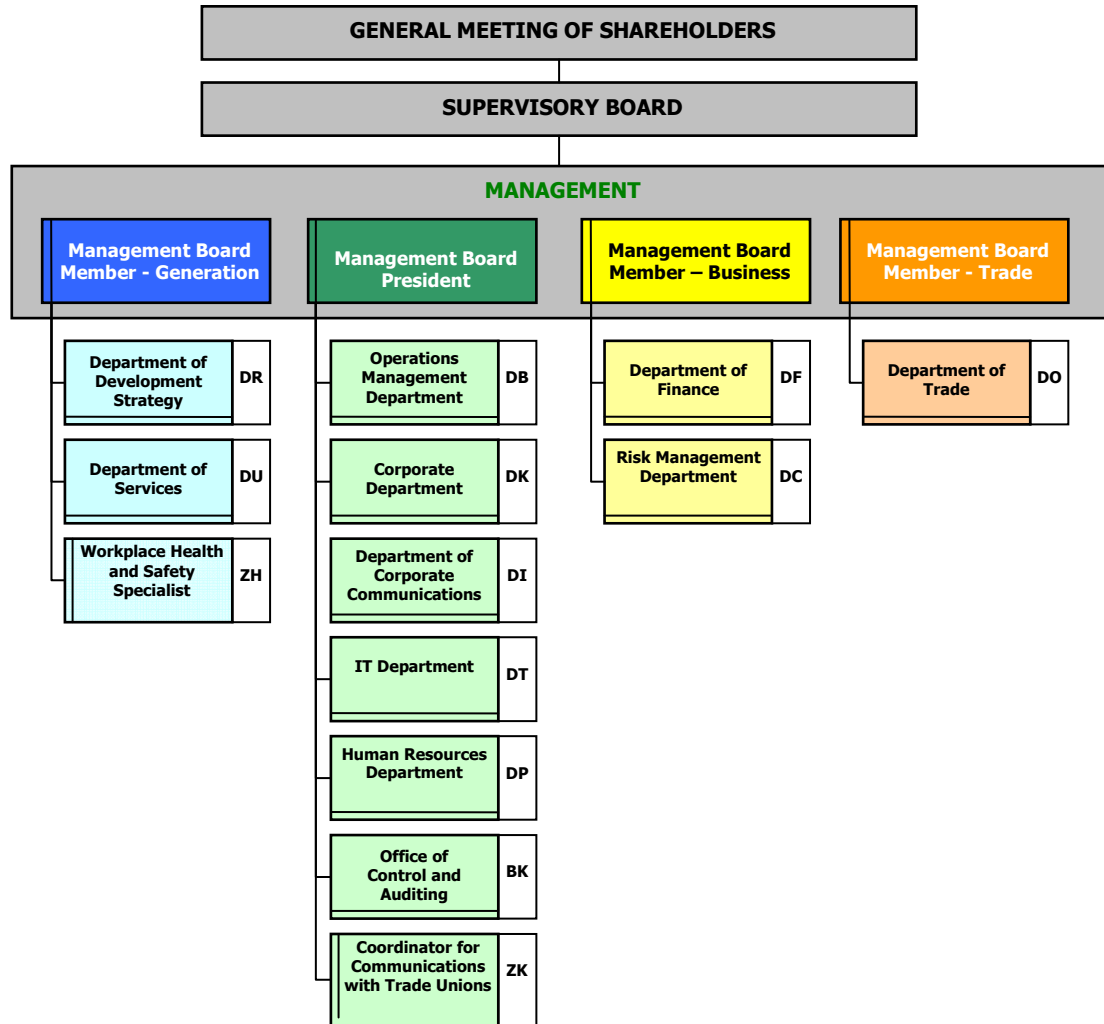 GENERAL MEETING OF SHAREHOLDERS
SUPERVISORY BOARD
MANAGEMENT
Management Board
Member - Generation
Management Board
President
Management Board
Member – Business
Management Board
Member - Trade
Department of
Development
Strategy
DR
Operations
Management
Department
DB
Department of
Finance
DF
Department of
Trade
DO
Department of
Services
DU
Corporate
Department
DK
Risk Management
Department
DC
Workplace Health
and Safety
Specialist
ZH
Department of
Corporate
Communications
DI
IT Department
DT
Human Resources
Department
DP
Office of
Control and
Auditing
BK
Coordinator for
Communications
with Trade Unions
ZK